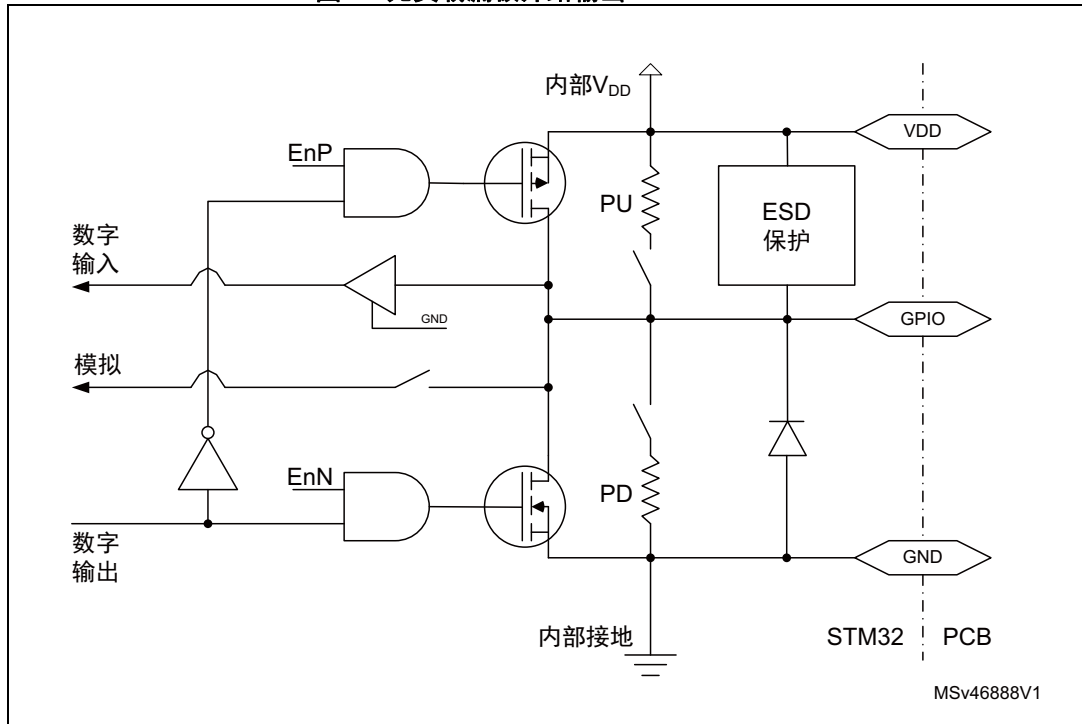 内部VDD
VDD
EnP
PU
ESD
保护
数字
输入
GND
GPIO
模拟
EnN
PD
数字
输出
GND
内部接地
STM32
PCB
MSv46888V1